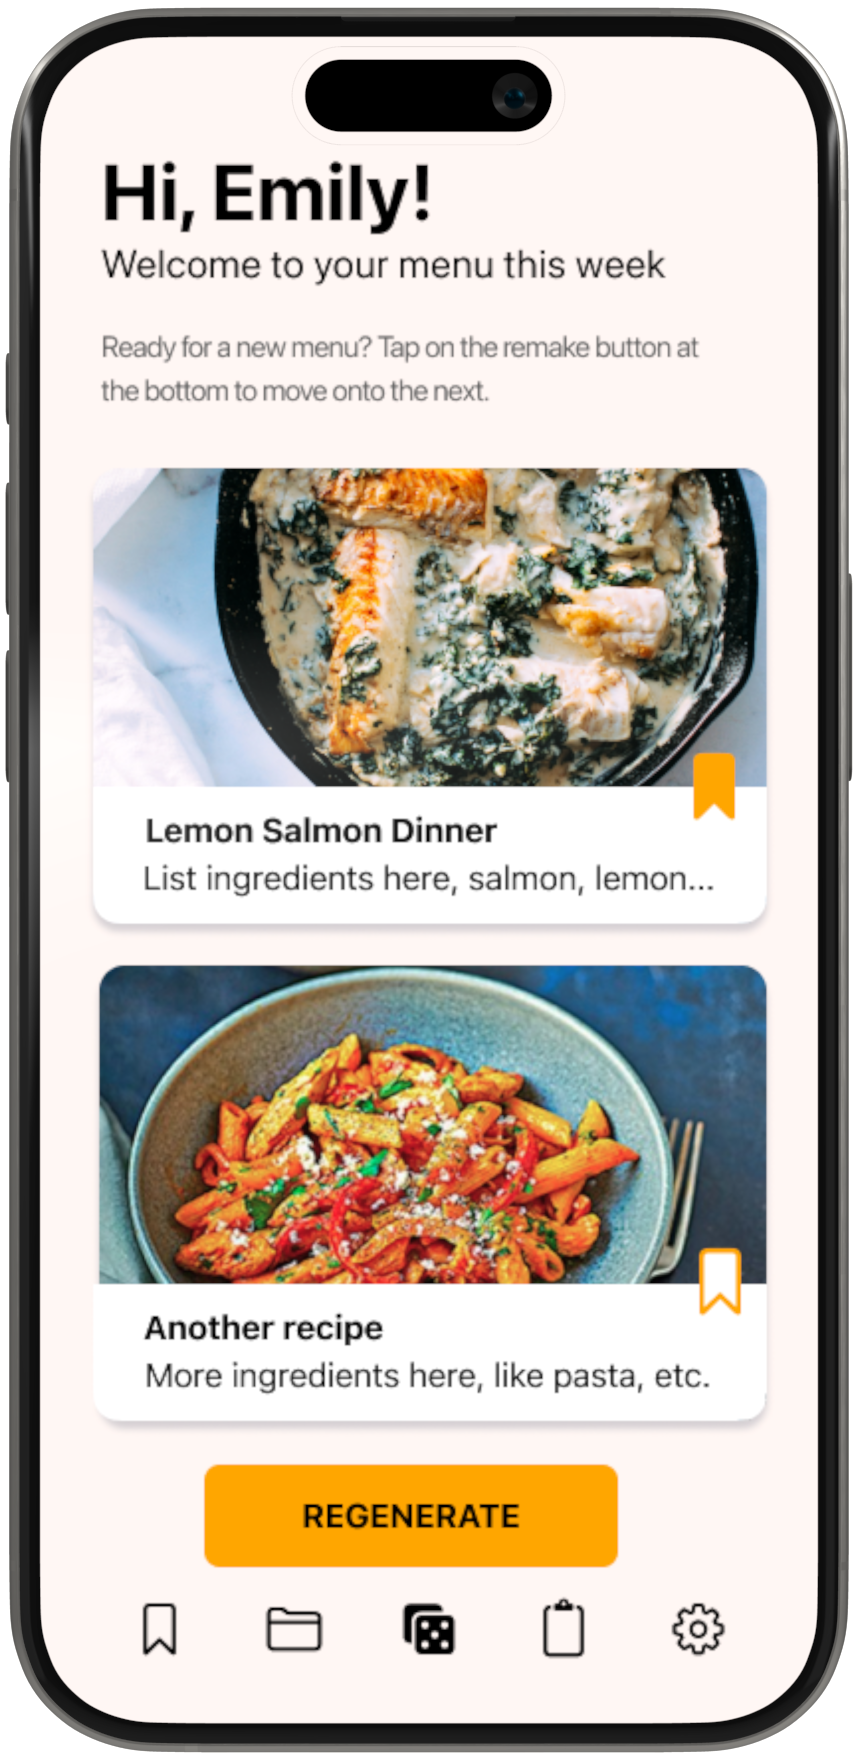 Hi, Emily!
Welcome to your menu this week
Ready for a new menu? Tap on the remake button at
the bottom to move onto the next.
Lemon Salmon Dinner
List ingredients here, salmon, lemon...
Another recipe
More ingredients here, like pasta, etc.
REGENERATE